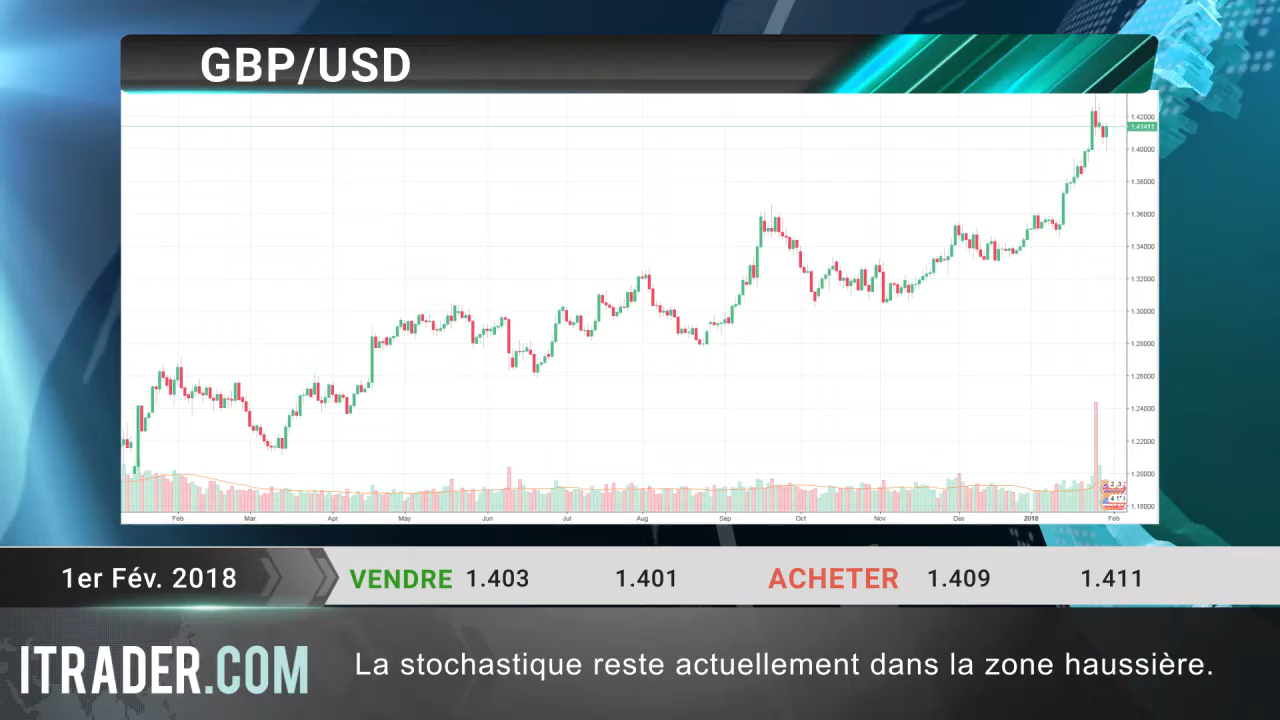 GBP/USD
1.42000
1.41411
1.40000
1.38000
1.36000
1.34000
1.32000
1.30000
1.28000
1.26000
1.24000
1.22000
1.20000
1.18000
Feb Mar Apr May Jun Jul Aug Sep Oct Nov Dec 2018 Feb
1er Fév. 2018 VENDRE 1.403 1.401 ACHETER 1.409 1.411
ITRADER.COM
La stochastique reste actuellement dans la zone haussière.